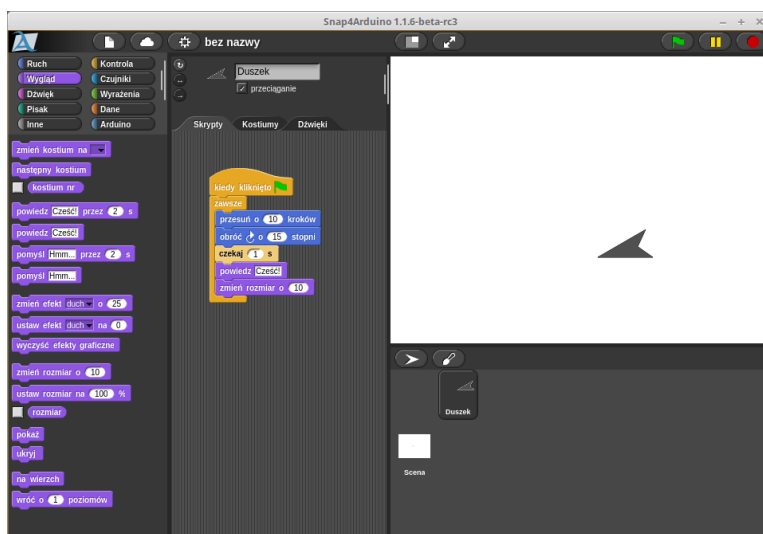 Snap4Arduino 1.1.6-beta-rc3
bez nazwy
Ruch
Kontrola
Wygląd
Czujniki
Dźwięk
Wyrażenia
Pisak
Dane
Inne
Arduino
zmień kostium na
następny kostium
kostium nr
powiedz Cześć! przez 2 s
powiedz Cześć!
pomyśl Hmm... przez 2 s
pomyśl Hmm...
zmień efekt duch o 25
ustaw efekt duch na 0
wyczyść efekty graficzne
zmień rozmiar o 10
ustaw rozmiar na 100 %
rozmiar
pokaż
ukryj
na wierzch
wróć o 1 poziomów
Duszek
przeciąganie
Skrypty Kostiumy Dźwięki
kiedy kliknięto
zawsze
przesuń o 10 kroków
obróć o 15 stopni
czekaj 1 s
powiedz Cześć!
zmień rozmiar o 10
Duszek
Scena